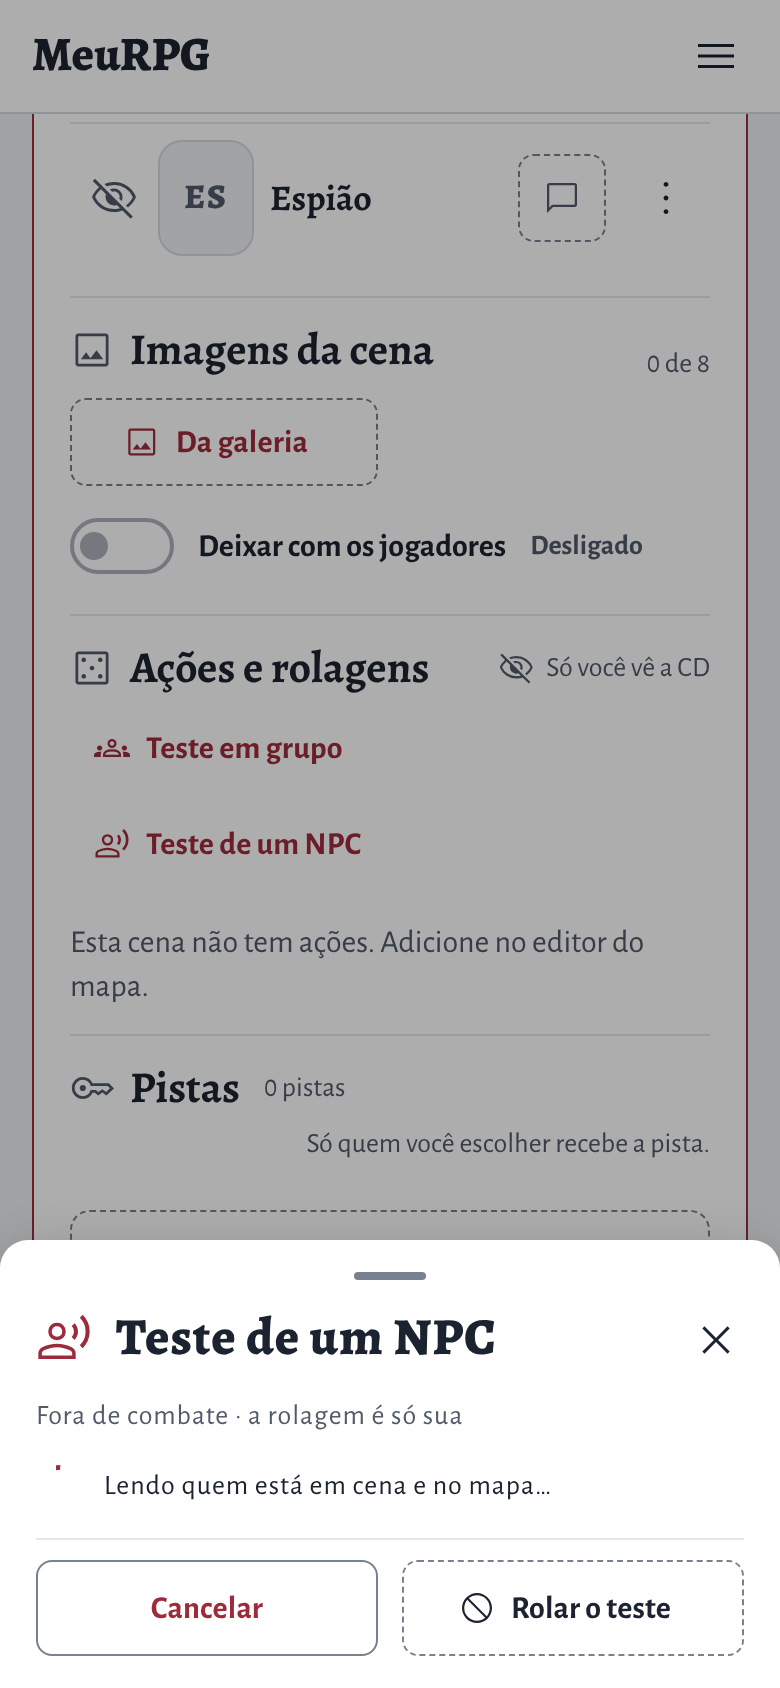 MeuRPG
ES
Espião
Imagens da cena
0 de 8
Da galeria
Deixar com os jogadores
Desligado
Ações e rolagens
Só você vê a CD
Teste em grupo
Teste de um NPC
Esta cena não tem ações. Adicione no editor do
mapa.
Pistas
0 pistas
Só quem você escolher recebe a pista.
Teste de um NPC
Fora de combate · a rolagem é só sua
Lendo quem está em cena e no mapa…
Cancelar
Rolar o teste